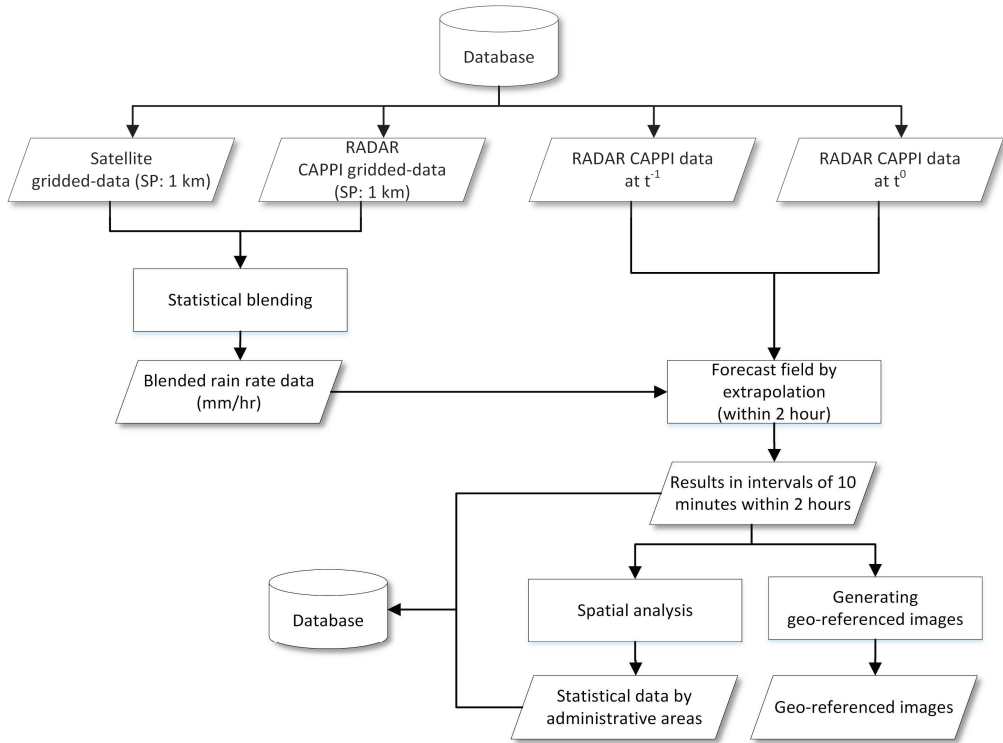 Database
Satellite
gridded-data (SP: 1 km)
RADAR
CAPPI gridded-data
(SP: 1 km)
RADAR CAPPI data
at t⁻¹
RADAR CAPPI data
at t⁰
Statistical blending
Blended rain rate data
(mm/hr)
Forecast field by
extrapolation
(within 2 hour)
Results in intervals of 10
minutes within 2 hours
Database
Spatial analysis
Generating
geo-referenced images
Statistical data by
administrative areas
Geo-referenced images